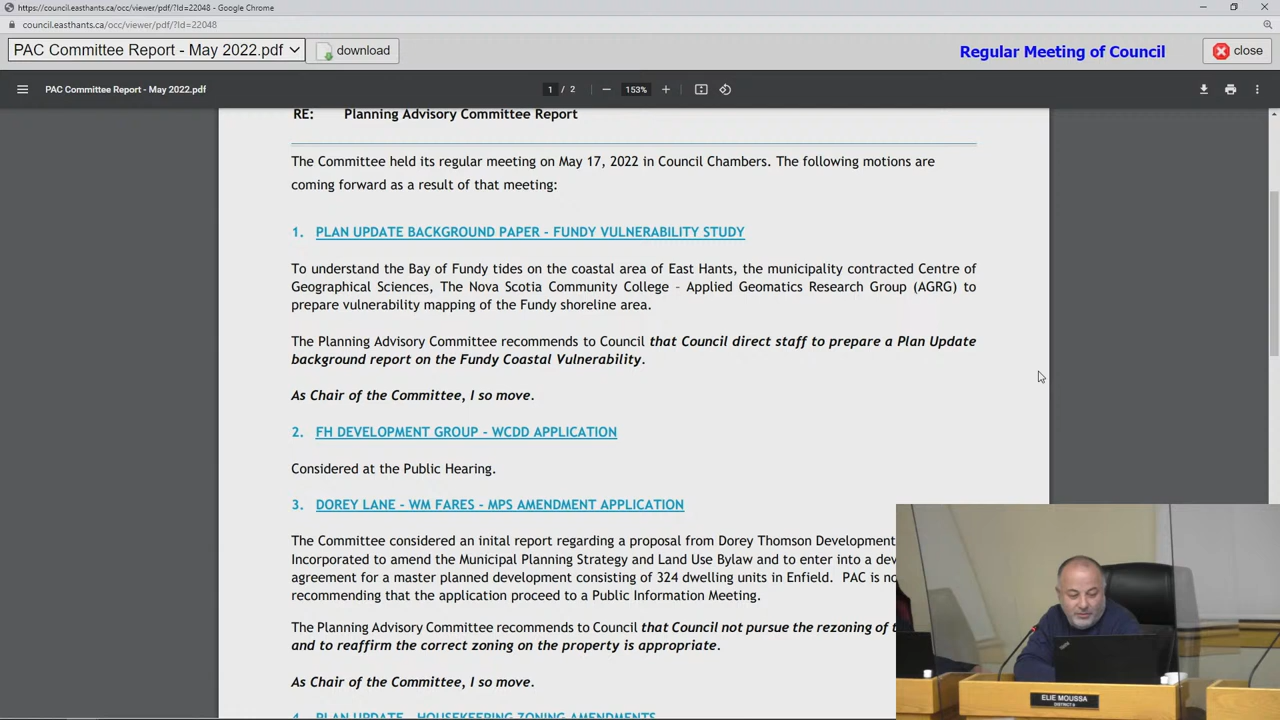 https://council.easthants.ca/occ/viewer/pdf/?Id=22048 - Google Chrome
council.easthants.ca/occ/viewer/pdf/?Id=22048
PAC Committee Report - May 2022.pdf
download
Regular Meeting of Council
close
PAC Committee Report - May 2022.pdf
1 / 2
153%
RE: Planning Advisory Committee Report
The Committee held its regular meeting on May 17, 2022 in Council Chambers. The following motions are
coming forward as a result of that meeting:
1. PLAN UPDATE BACKGROUND PAPER - FUNDY VULNERABILITY STUDY
To understand the Bay of Fundy tides on the coastal area of East Hants, the municipality contracted Centre of
Geographical Sciences, The Nova Scotia Community College - Applied Geomatics Research Group (AGRG) to
prepare vulnerability mapping of the Fundy shoreline area.
The Planning Advisory Committee recommends to Council that Council direct staff to prepare a Plan Update
background report on the Fundy Coastal Vulnerability.
As Chair of the Committee, I so move.
2. FH DEVELOPMENT GROUP - WCDD APPLICATION
Considered at the Public Hearing.
3. DOREY LANE - WM FARES - MPS AMENDMENT APPLICATION
The Committee considered an inital report regarding a proposal from Dorey Thomson Development
Incorporated to amend the Municipal Planning Strategy and Land Use Bylaw and to enter into a dev
agreement for a master planned development consisting of 324 dwelling units in Enfield. PAC is no
recommending that the application proceed to a Public Information Meeting.
The Planning Advisory Committee recommends to Council that Council not pursue the rezoning of t
and to reaffirm the correct zoning on the property is appropriate.
As Chair of the Committee, I so move.
4. PLAN UPDATE - HOUSEKEEPING ZONING AMENDMENTS
ELIE MOUSSA